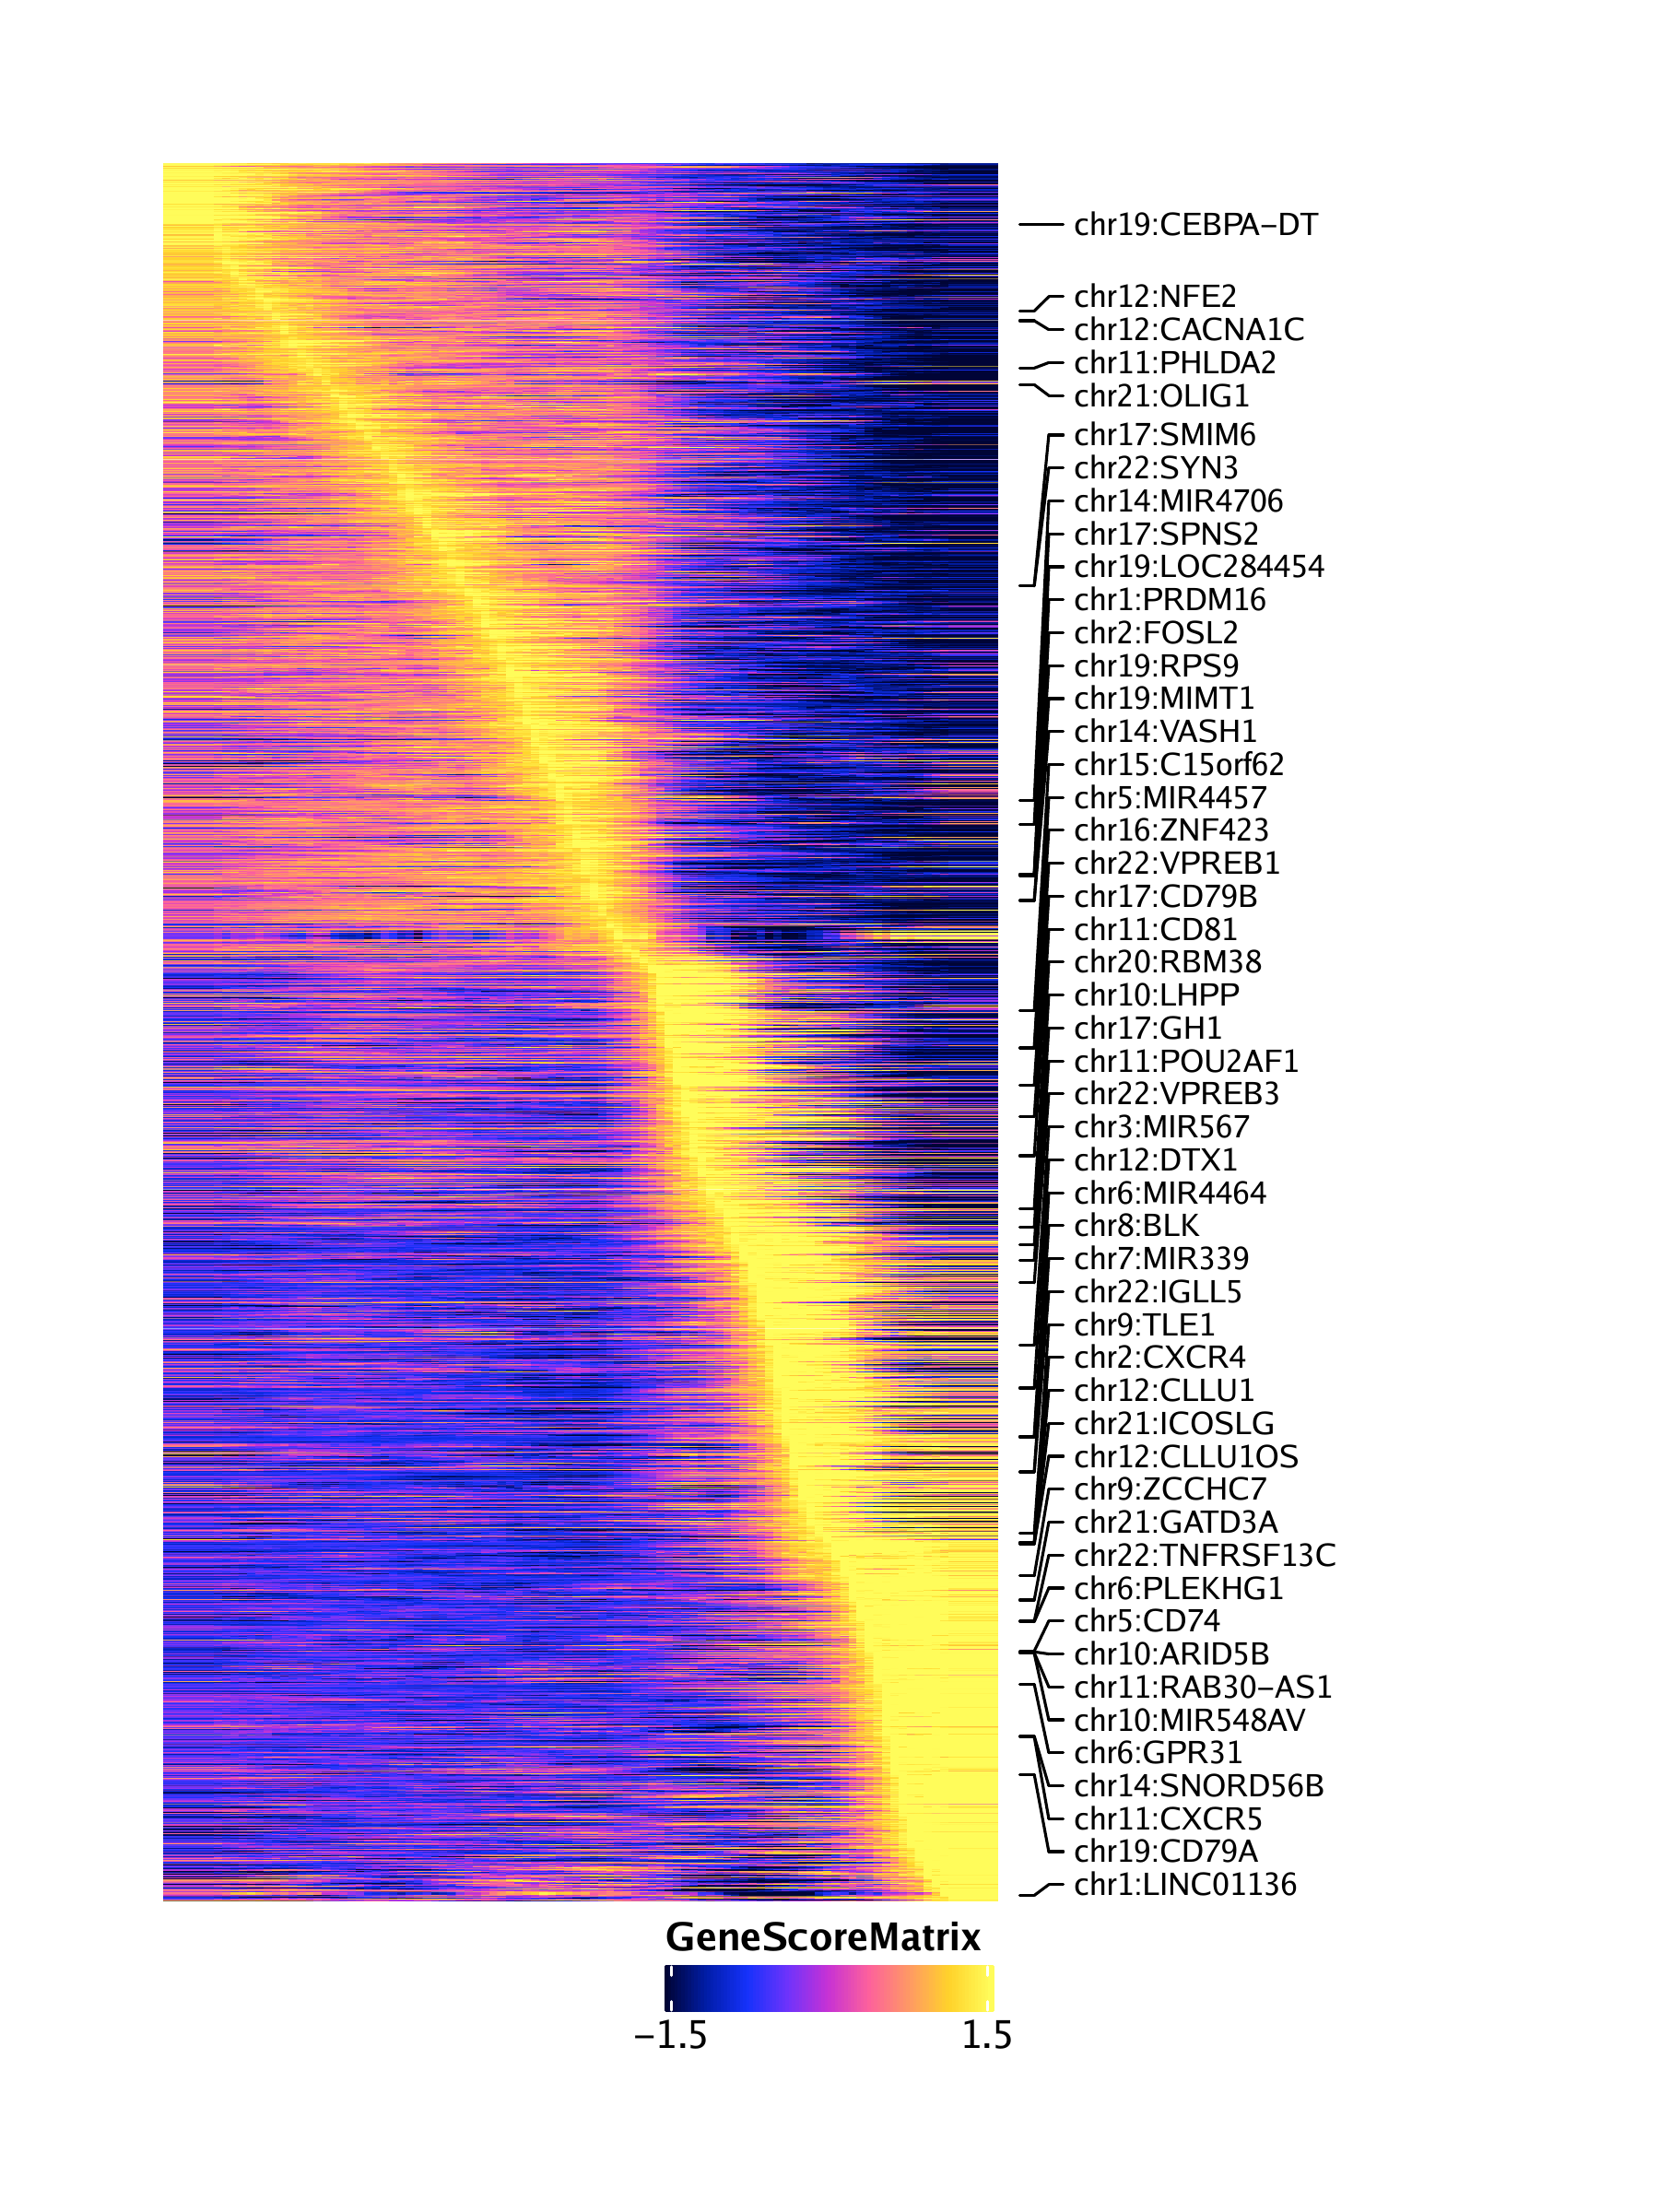 chr19:CEBPA−DT
chr12:NFE2
chr12:CACNA1C
chr11:PHLDA2
chr21:OLIG1
chr17:SMIM6
chr22:SYN3
chr14:MIR4706
chr17:SPNS2
chr19:LOC284454
chr1:PRDM16
chr2:FOSL2
chr19:RPS9
chr19:MIMT1
chr14:VASH1
chr15:C15orf62
chr5:MIR4457
chr16:ZNF423
chr22:VPREB1
chr17:CD79B
chr11:CD81
chr20:RBM38
chr10:LHPP
chr17:GH1
chr11:POU2AF1
chr22:VPREB3
chr3:MIR567
chr12:DTX1
chr6:MIR4464
chr8:BLK
chr7:MIR339
chr22:IGLL5
chr9:TLE1
chr2:CXCR4
chr12:CLLU1
chr21:ICOSLG
chr12:CLLU1OS
chr9:ZCCHC7
chr21:GATD3A
chr22:TNFRSF13C
chr6:PLEKHG1
chr5:CD74
chr10:ARID5B
chr11:RAB30−AS1
chr10:MIR548AV
chr6:GPR31
chr14:SNORD56B
chr11:CXCR5
chr19:CD79A
chr1:LINC01136
GeneScoreMatrix
−1.5 1.5